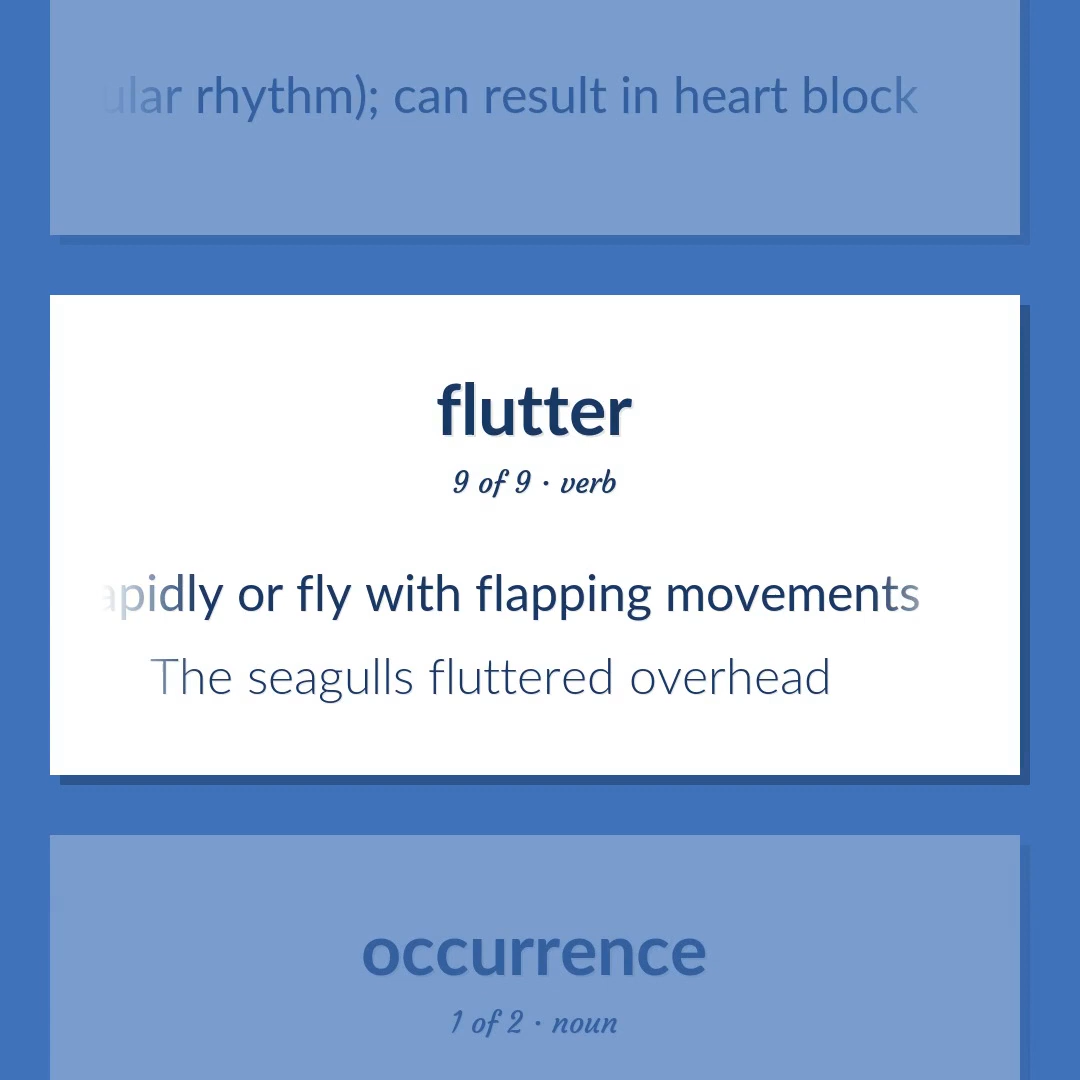 ular rhythm); can result in heart block
flutter
9 of 9 · verb
apidly or fly with flapping movements
The seagulls fluttered overhead
occurrence
1 of 2 · noun